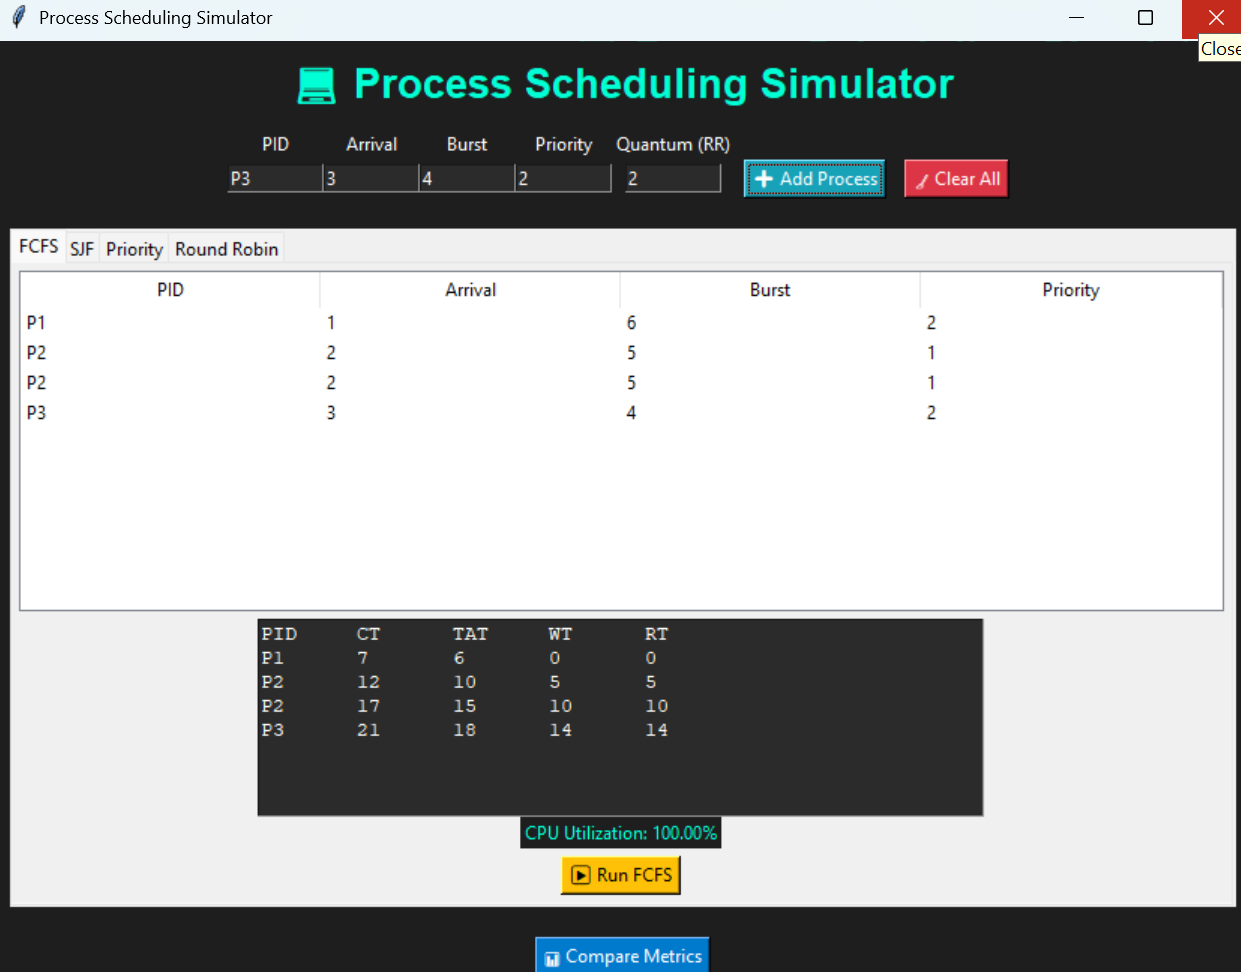 Process Scheduling Simulator
Close
Process Scheduling Simulator
PID Arrival Burst Priority Quantum (RR)
P3 3 4 2 2 Add Process Clear All
FCFS SJF Priority Round Robin
PID Arrival Burst Priority
P1 1 6 2
P2 2 5 1
P2 2 5 1
P3 3 4 2
PID CT TAT WT RT
P1 7 6 0 0
P2 12 10 5 5
P2 17 15 10 10
P3 21 18 14 14
CPU Utilization: 100.00%
Run FCFS
Compare Metrics